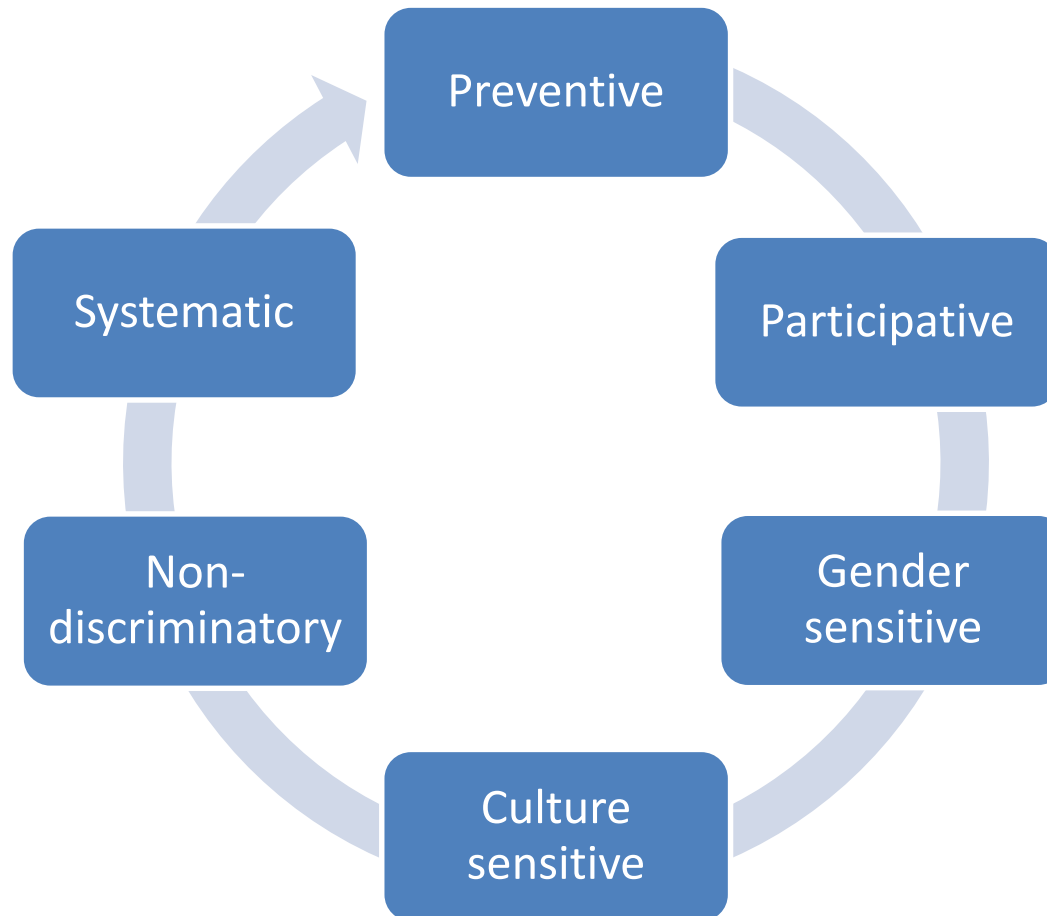 Preventive
Participative
Gender
sensitive
Culture
sensitive
Non-
discriminatory
Systematic